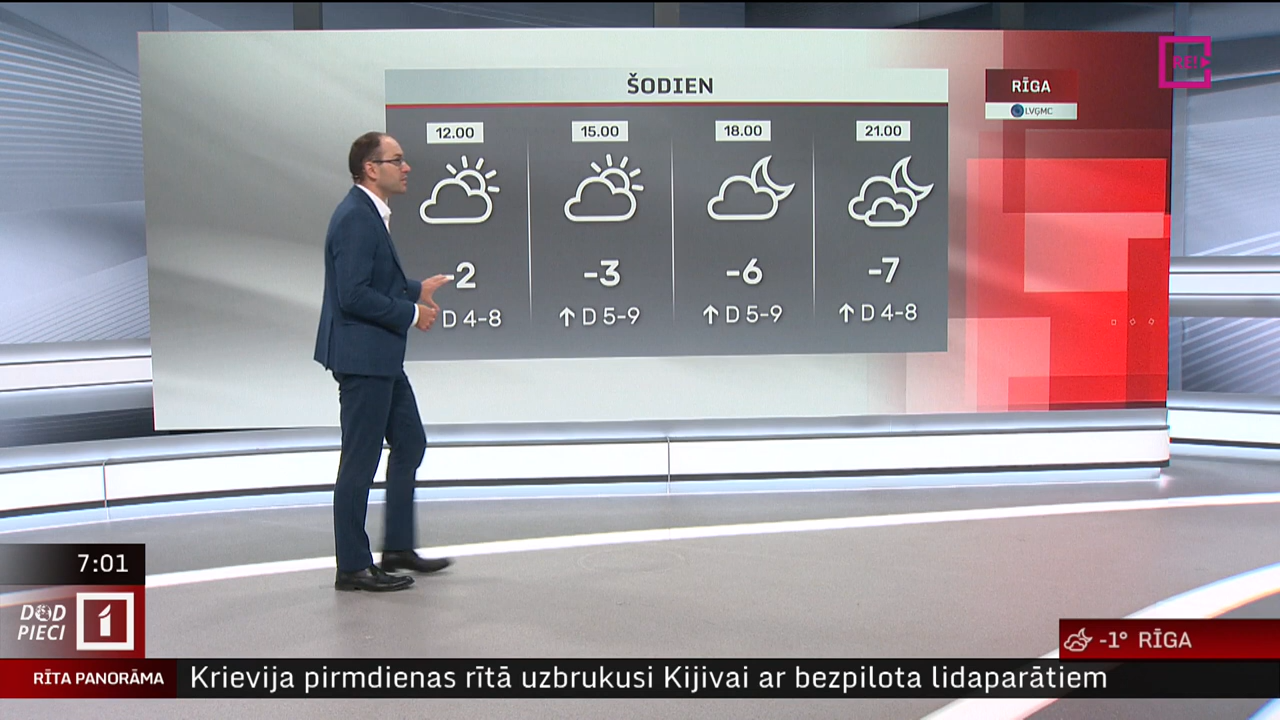 RE!
ŠODIEN
RĪGA
LVĢMC
12.00
15.00
18.00
21.00
-2
-3
-6
-7
D 4-8
↑ D 5-9
↑ D 5-9
↑ D 4-8
7:01
DOD
PIECI
1
-1° RĪGA
RĪTA PANORĀMA
Krievija pirmdienas rītā uzbrukusi Kijivai ar bezpilota lidaparātiem